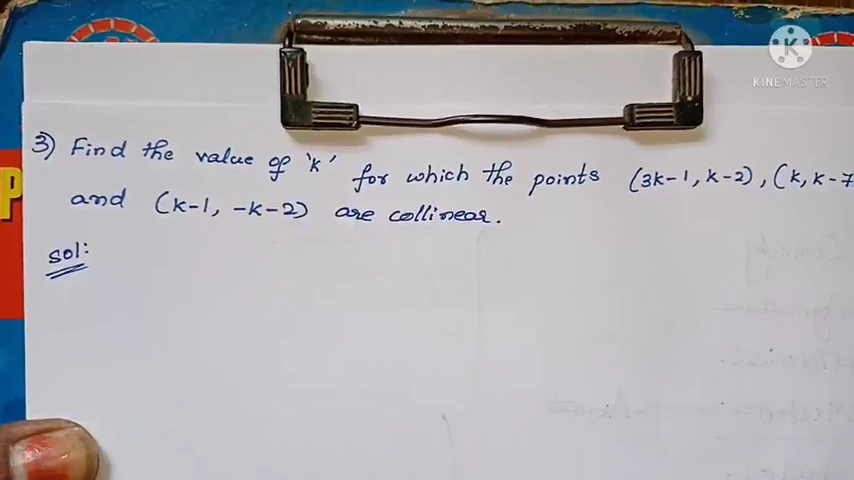 KINEMASTER
3) Find the value of 'k' for which the points (3k-1, k-2), (k, k-7
and (k-1, -k-2) are collinear.
sol: